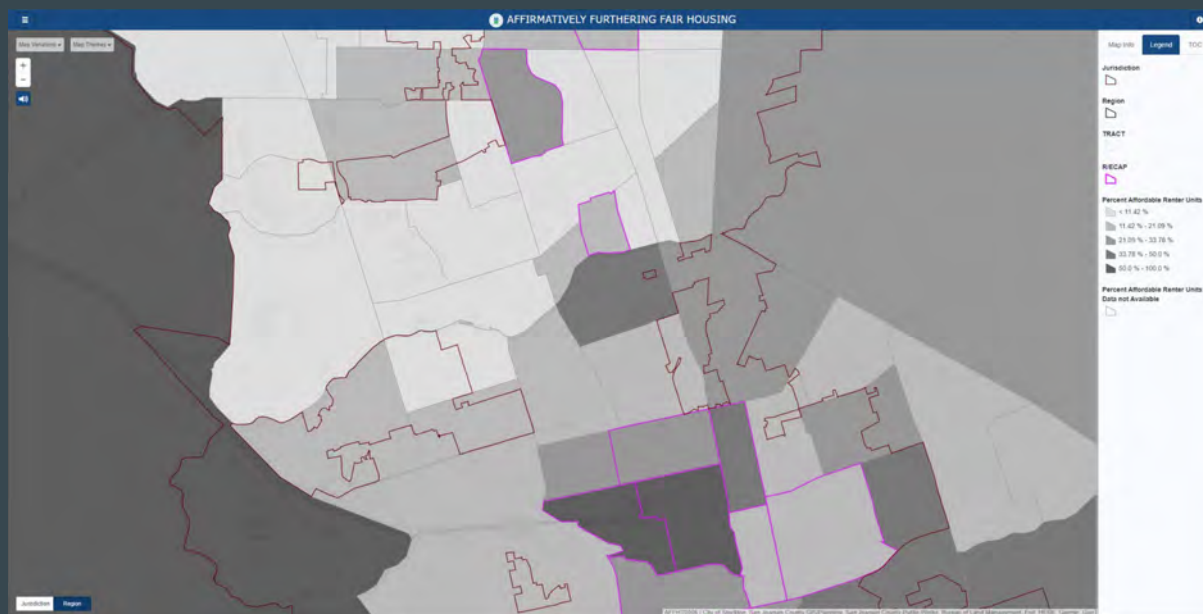 AFFIRMATIVELY FURTHERING FAIR HOUSING
Map Variations
Map Themes
+
-
Map Info
Legend
TOC
Jurisdiction
Region
TRACT
R/ECAP
Percent Affordable Renter Units
< 11.42 %
11.42 % - 21.09 %
21.09 % - 33.78 %
33.78 % - 50.0 %
50.0 % - 100.0 %
Percent Affordable Renter Units
Data not Available
Jurisdiction
Region